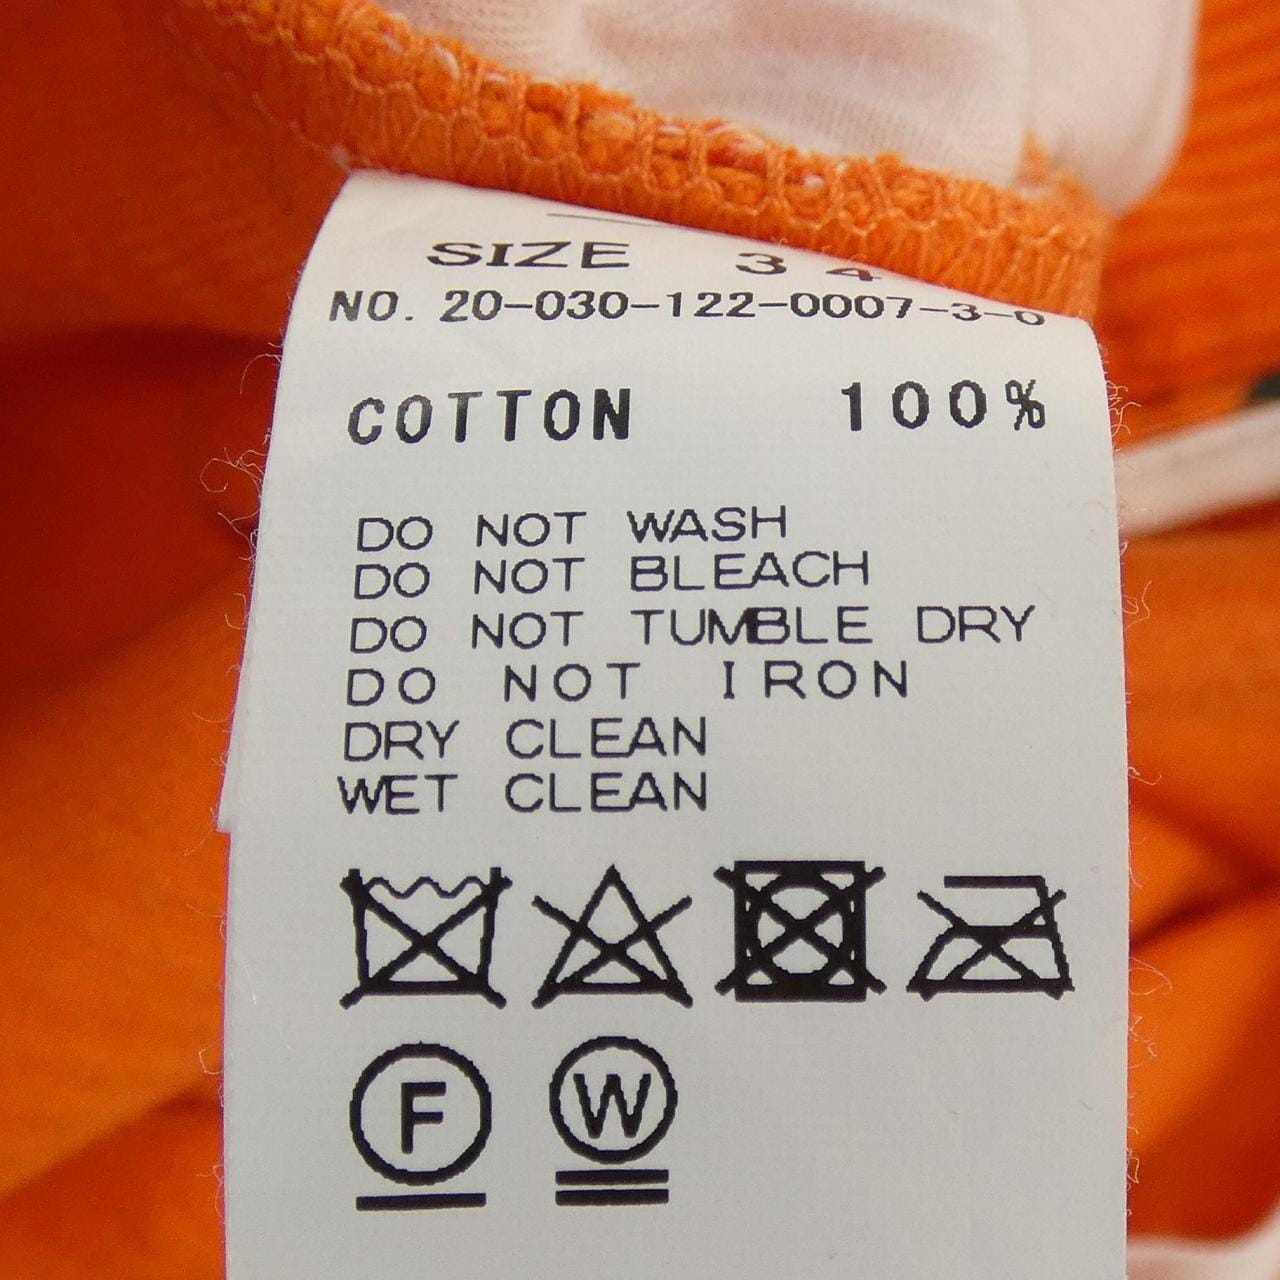 SIZE 34
NO. 20-030-122-0007-3-0
COTTON 100%
DO NOT WASH
DO NOT BLEACH
DO NOT TUMBLE DRY
DO NOT IRON
DRY CLEAN
WET CLEAN
F W